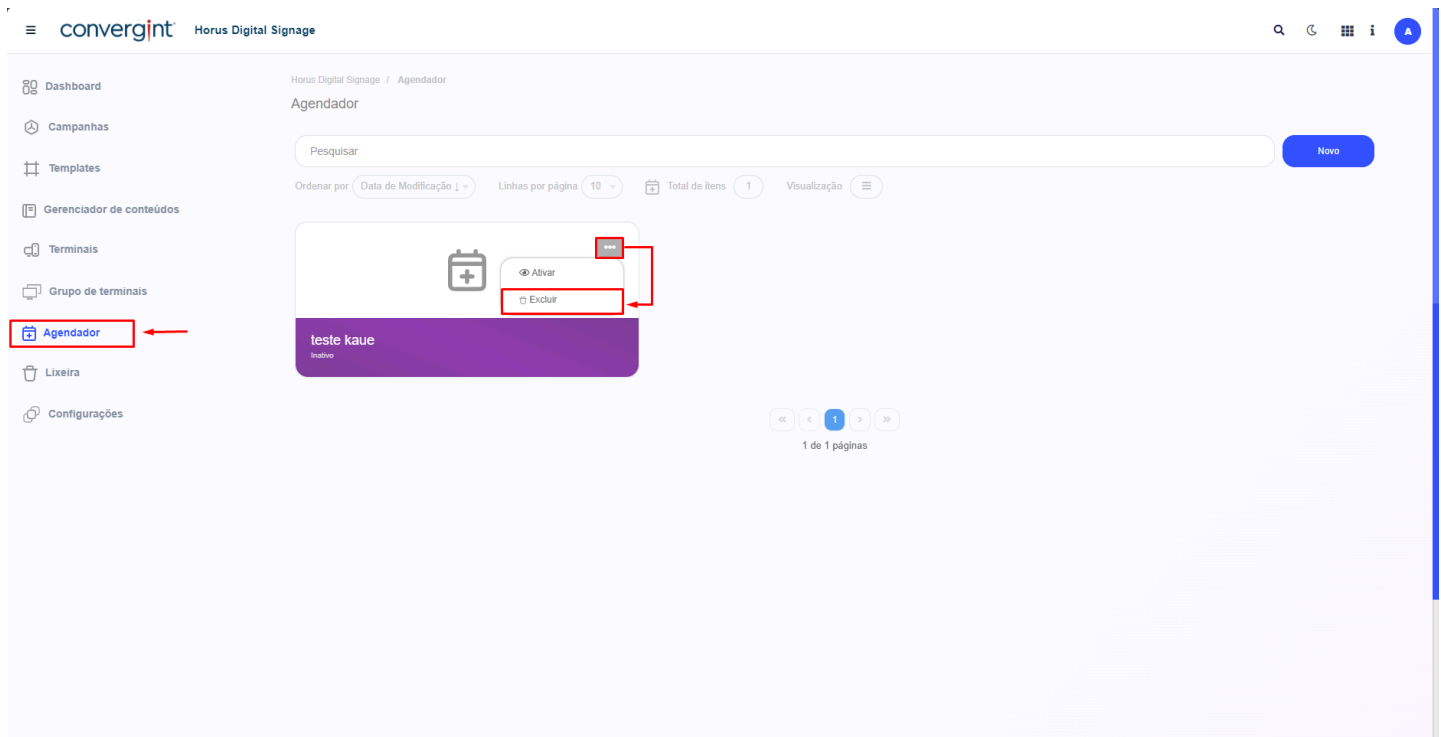 convergint Horus Digital Signage
i A
Dashboard
Campanhas
Templates
Gerenciador de conteúdos
Terminais
Grupo de terminais
Agendador
Lixeira
Configurações
Horus Digital Signage / Agendador
Agendador
Pesquisar
Novo
Ordenar por Data de Modificação ↓ Linhas por página 10 Total de itens 1 Visualização
Ativar
Excluir
teste kaue
Inativo
« ‹ 1 › »
1 de 1 páginas